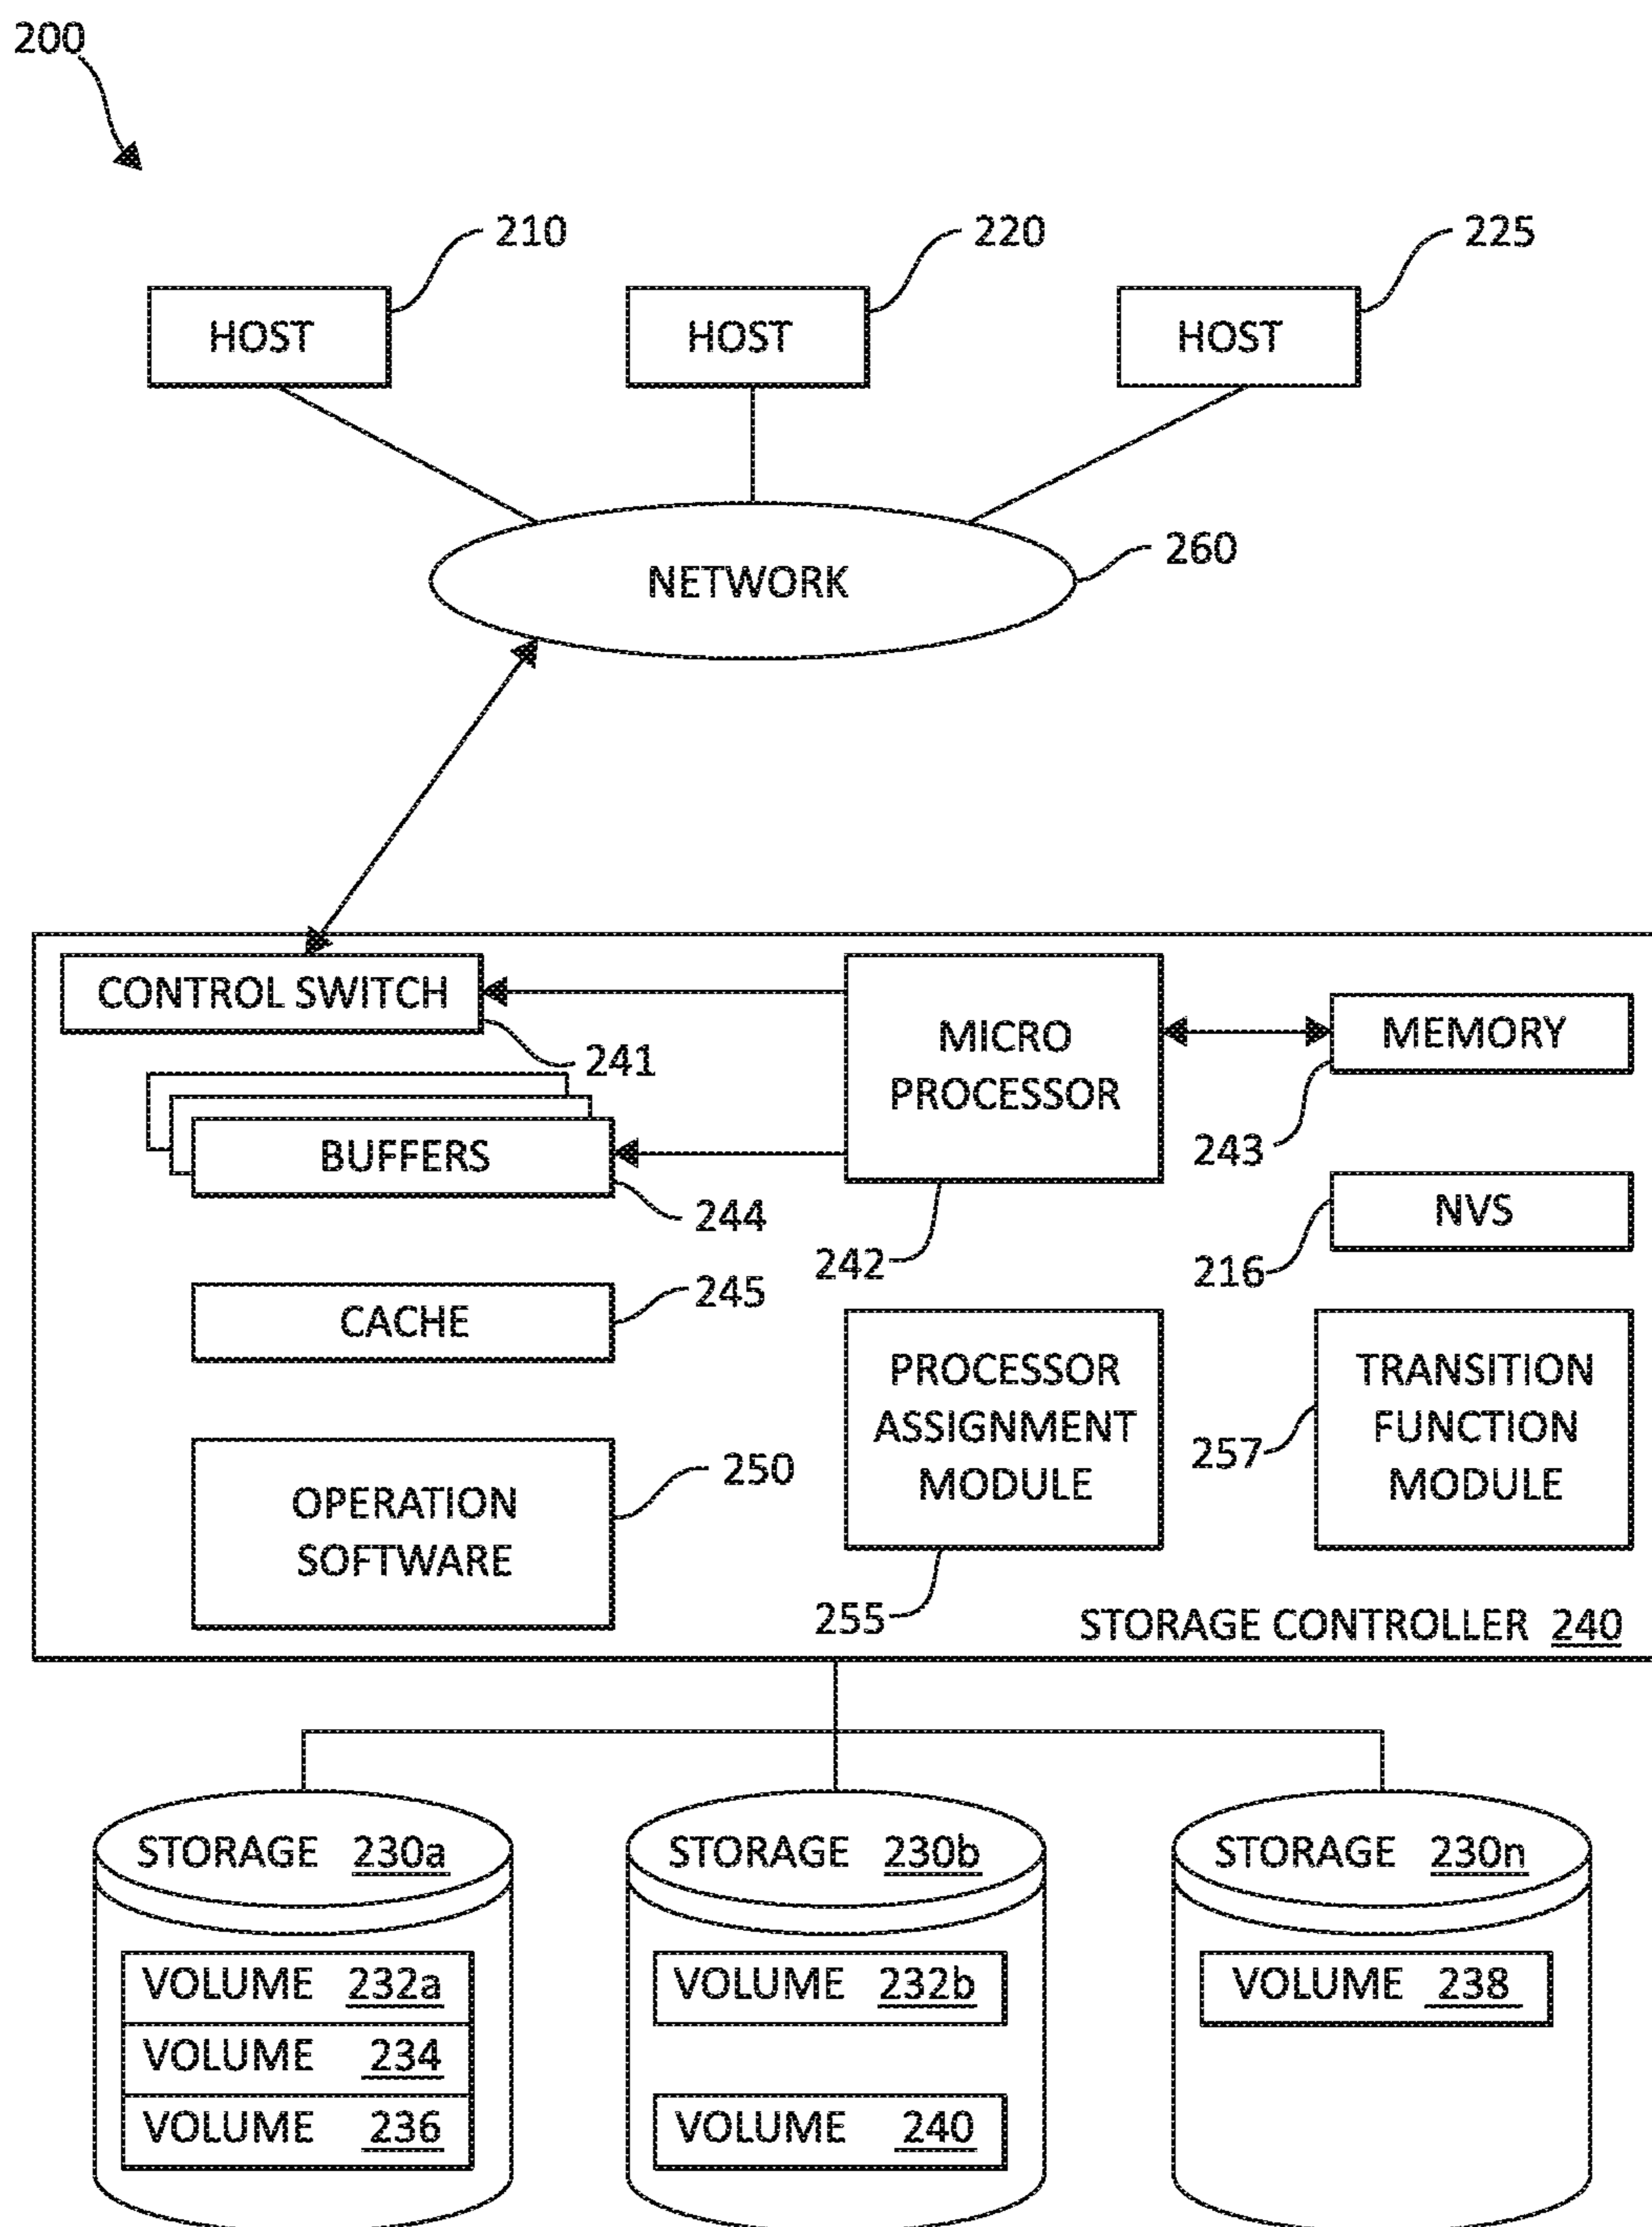 200
210
220
225
HOST
HOST
HOST
260
NETWORK
CONTROL SWITCH
241
MICRO
PROCESSOR
242
MEMORY
243
BUFFERS
244
NVS
216
CACHE
245
PROCESSOR
ASSIGNMENT
MODULE
255
TRANSITION
FUNCTION
MODULE
257
OPERATION
SOFTWARE
250
STORAGE CONTROLLER 240
STORAGE 230a
VOLUME 232a
VOLUME 234
VOLUME 236
STORAGE 230b
VOLUME 232b
VOLUME 240
STORAGE 230n
VOLUME 238